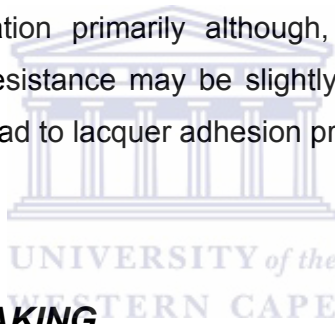 ation primarily although,
esistance may be slightly
ad to lacquer adhesion pr
UNIVERSITY of the
WESTERN CAPE
AKING